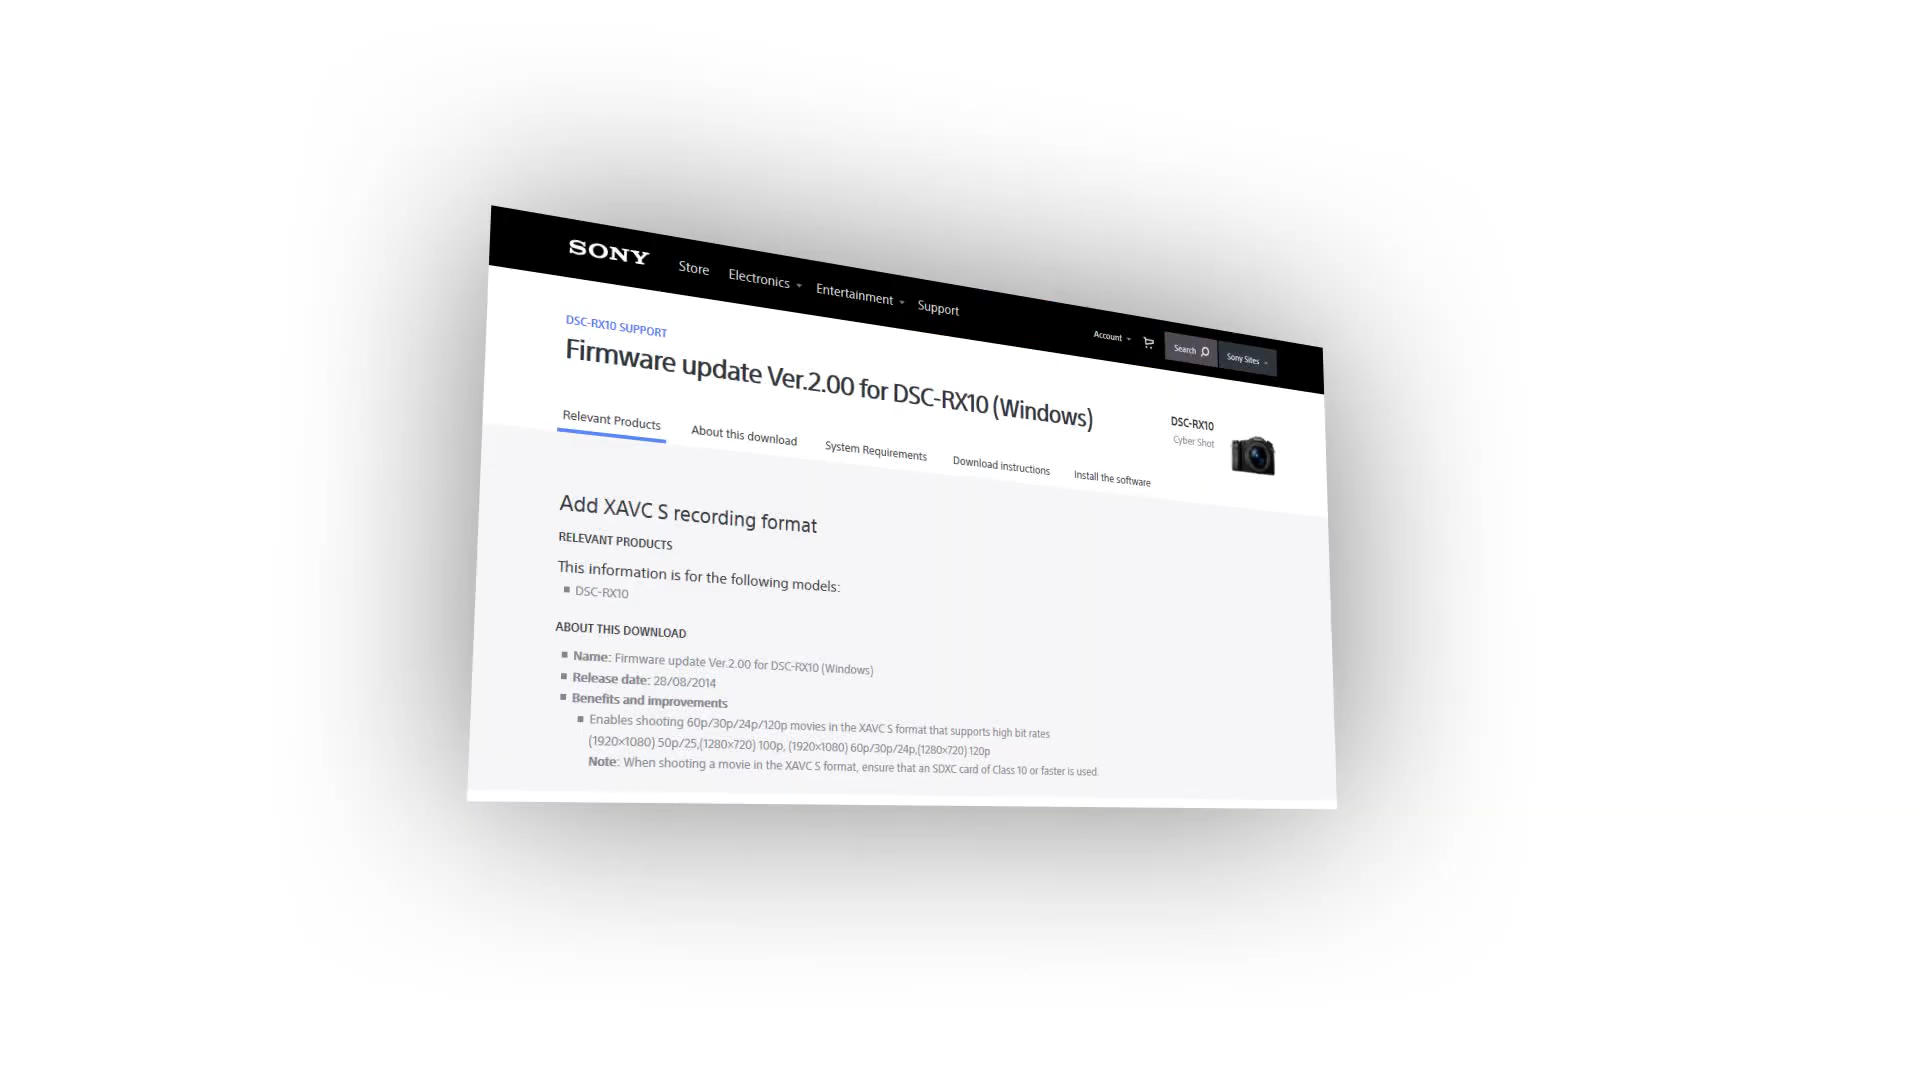 SONY Store Electronics Entertainment Support Account Search Sony Sites
DSC-RX10 SUPPORT
Firmware update Ver.2.00 for DSC-RX10 (Windows)
DSC-RX10
Cyber Shot
Relevant Products About this download System Requirements Download instructions Install the software
Add XAVC S recording format
RELEVANT PRODUCTS
This information is for the following models:
DSC-RX10
ABOUT THIS DOWNLOAD
Name: Firmware update Ver.2.00 for DSC-RX10 (Windows)
Release date: 28/08/2014
Benefits and improvements
Enables shooting 60p/30p/24p/120p movies in the XAVC S format that supports high bit rates
(1920×1080) 50p/25,(1280×720) 100p, (1920×1080) 60p/30p/24p,(1280×720) 120p
Note: When shooting a movie in the XAVC S format, ensure that an SDXC card of Class 10 or faster is used.